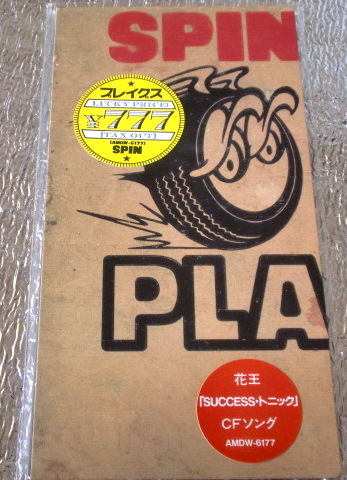 SPIN
プレイクス
LUCKY PRICE!
¥777
[TAX OUT]
(AMDW-6177)
SPIN
PLA
花王
「SUCCESS・トニック」
CFソング
AMDW-6177